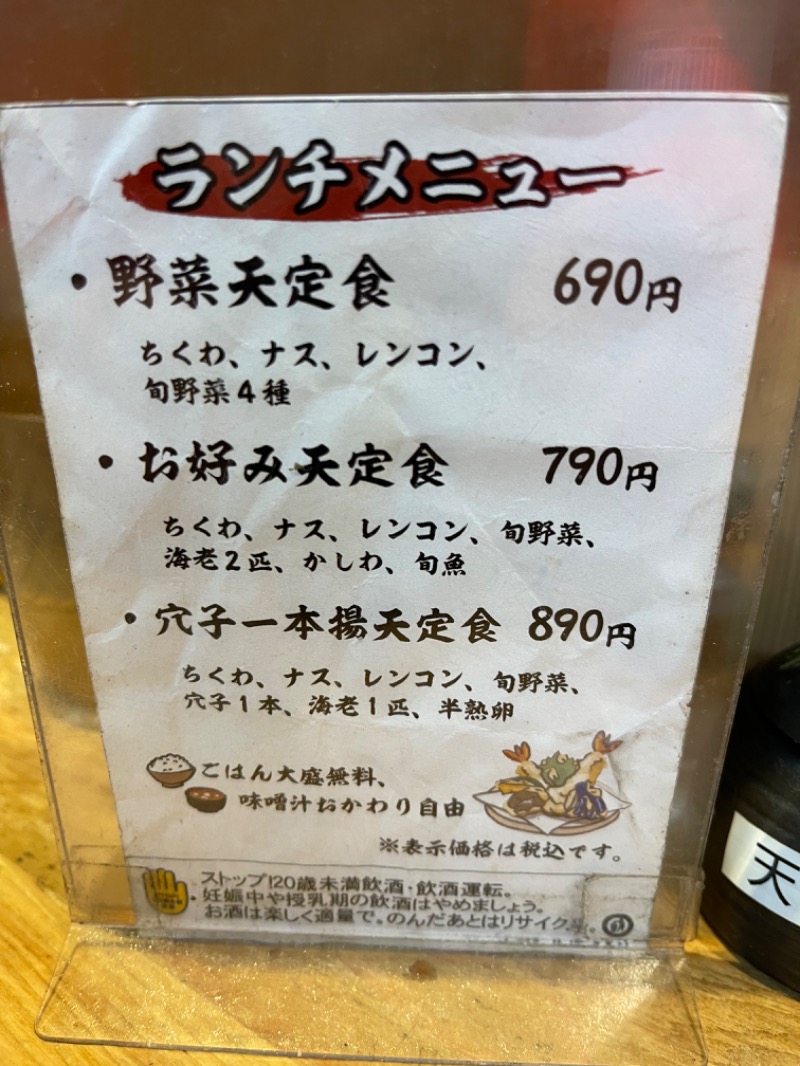 ランチメニュー
・野菜天定食 690円
ちくわ、ナス、レンコン、
旬野菜4種
・お好み天定食 790円
ちくわ、ナス、レンコン、旬野菜、
海老2匹、かしわ、旬魚
・穴子一本揚天定食 890円
ちくわ、ナス、レンコン、旬野菜、
穴子1本、海老1匹、半熟卵
ごはん大盛無料、
味噌汁おかわり自由
※表示価格は税込です。
ストップ!20歳未満飲酒・飲酒運転。
妊娠中や授乳期の飲酒はやめましょう。
お酒は楽しく適量で。のんだあとはリサイクル。
天